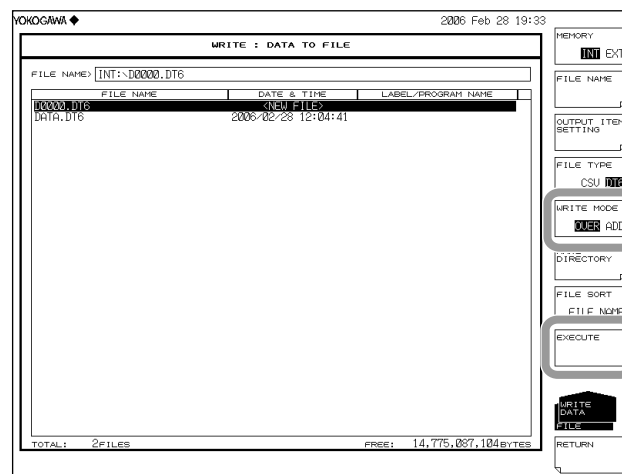 YOKOGAWA ◆ 2006 Feb 28 19:33
WRITE : DATA TO FILE
FILE NAME> INT:\D0000.DT6
FILE NAME DATE & TIME LABEL/PROGRAM NAME
D0000.DT6 <NEW FILE>
DATA.DT6 2006/02/28 12:04:41
TOTAL: 2FILES FREE: 14,775,087,104BYTES
MEMORY
INT EXT
FILE NAME
OUTPUT ITEM
SETTING
FILE TYPE
CSV DT6
WRITE MODE
OVER ADD
DIRECTORY
FILE SORT
FILE NAME
EXECUTE
WRITE
DATA
FILE
RETURN